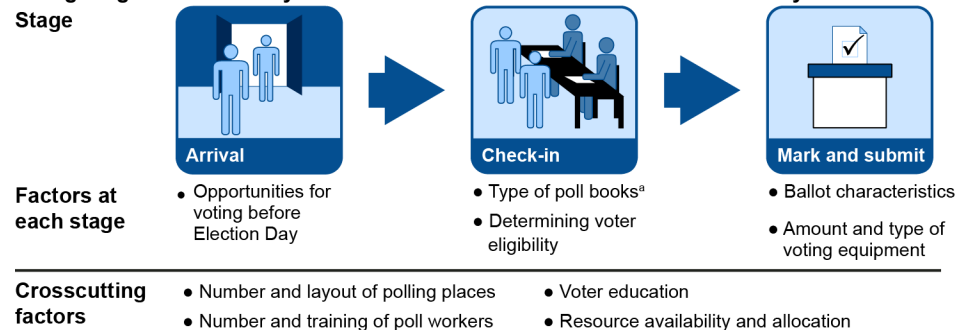 Stage
Arrival
Check-in
Mark and submit
Factors at
each stage
● Opportunities for
voting before
Election Day
● Type of poll booksᵃ
● Determining voter
eligibility
● Ballot characteristics
● Amount and type of
voting equipment
Crosscutting
factors
● Number and layout of polling places
● Number and training of poll workers
● Voter education
● Resource availability and allocation